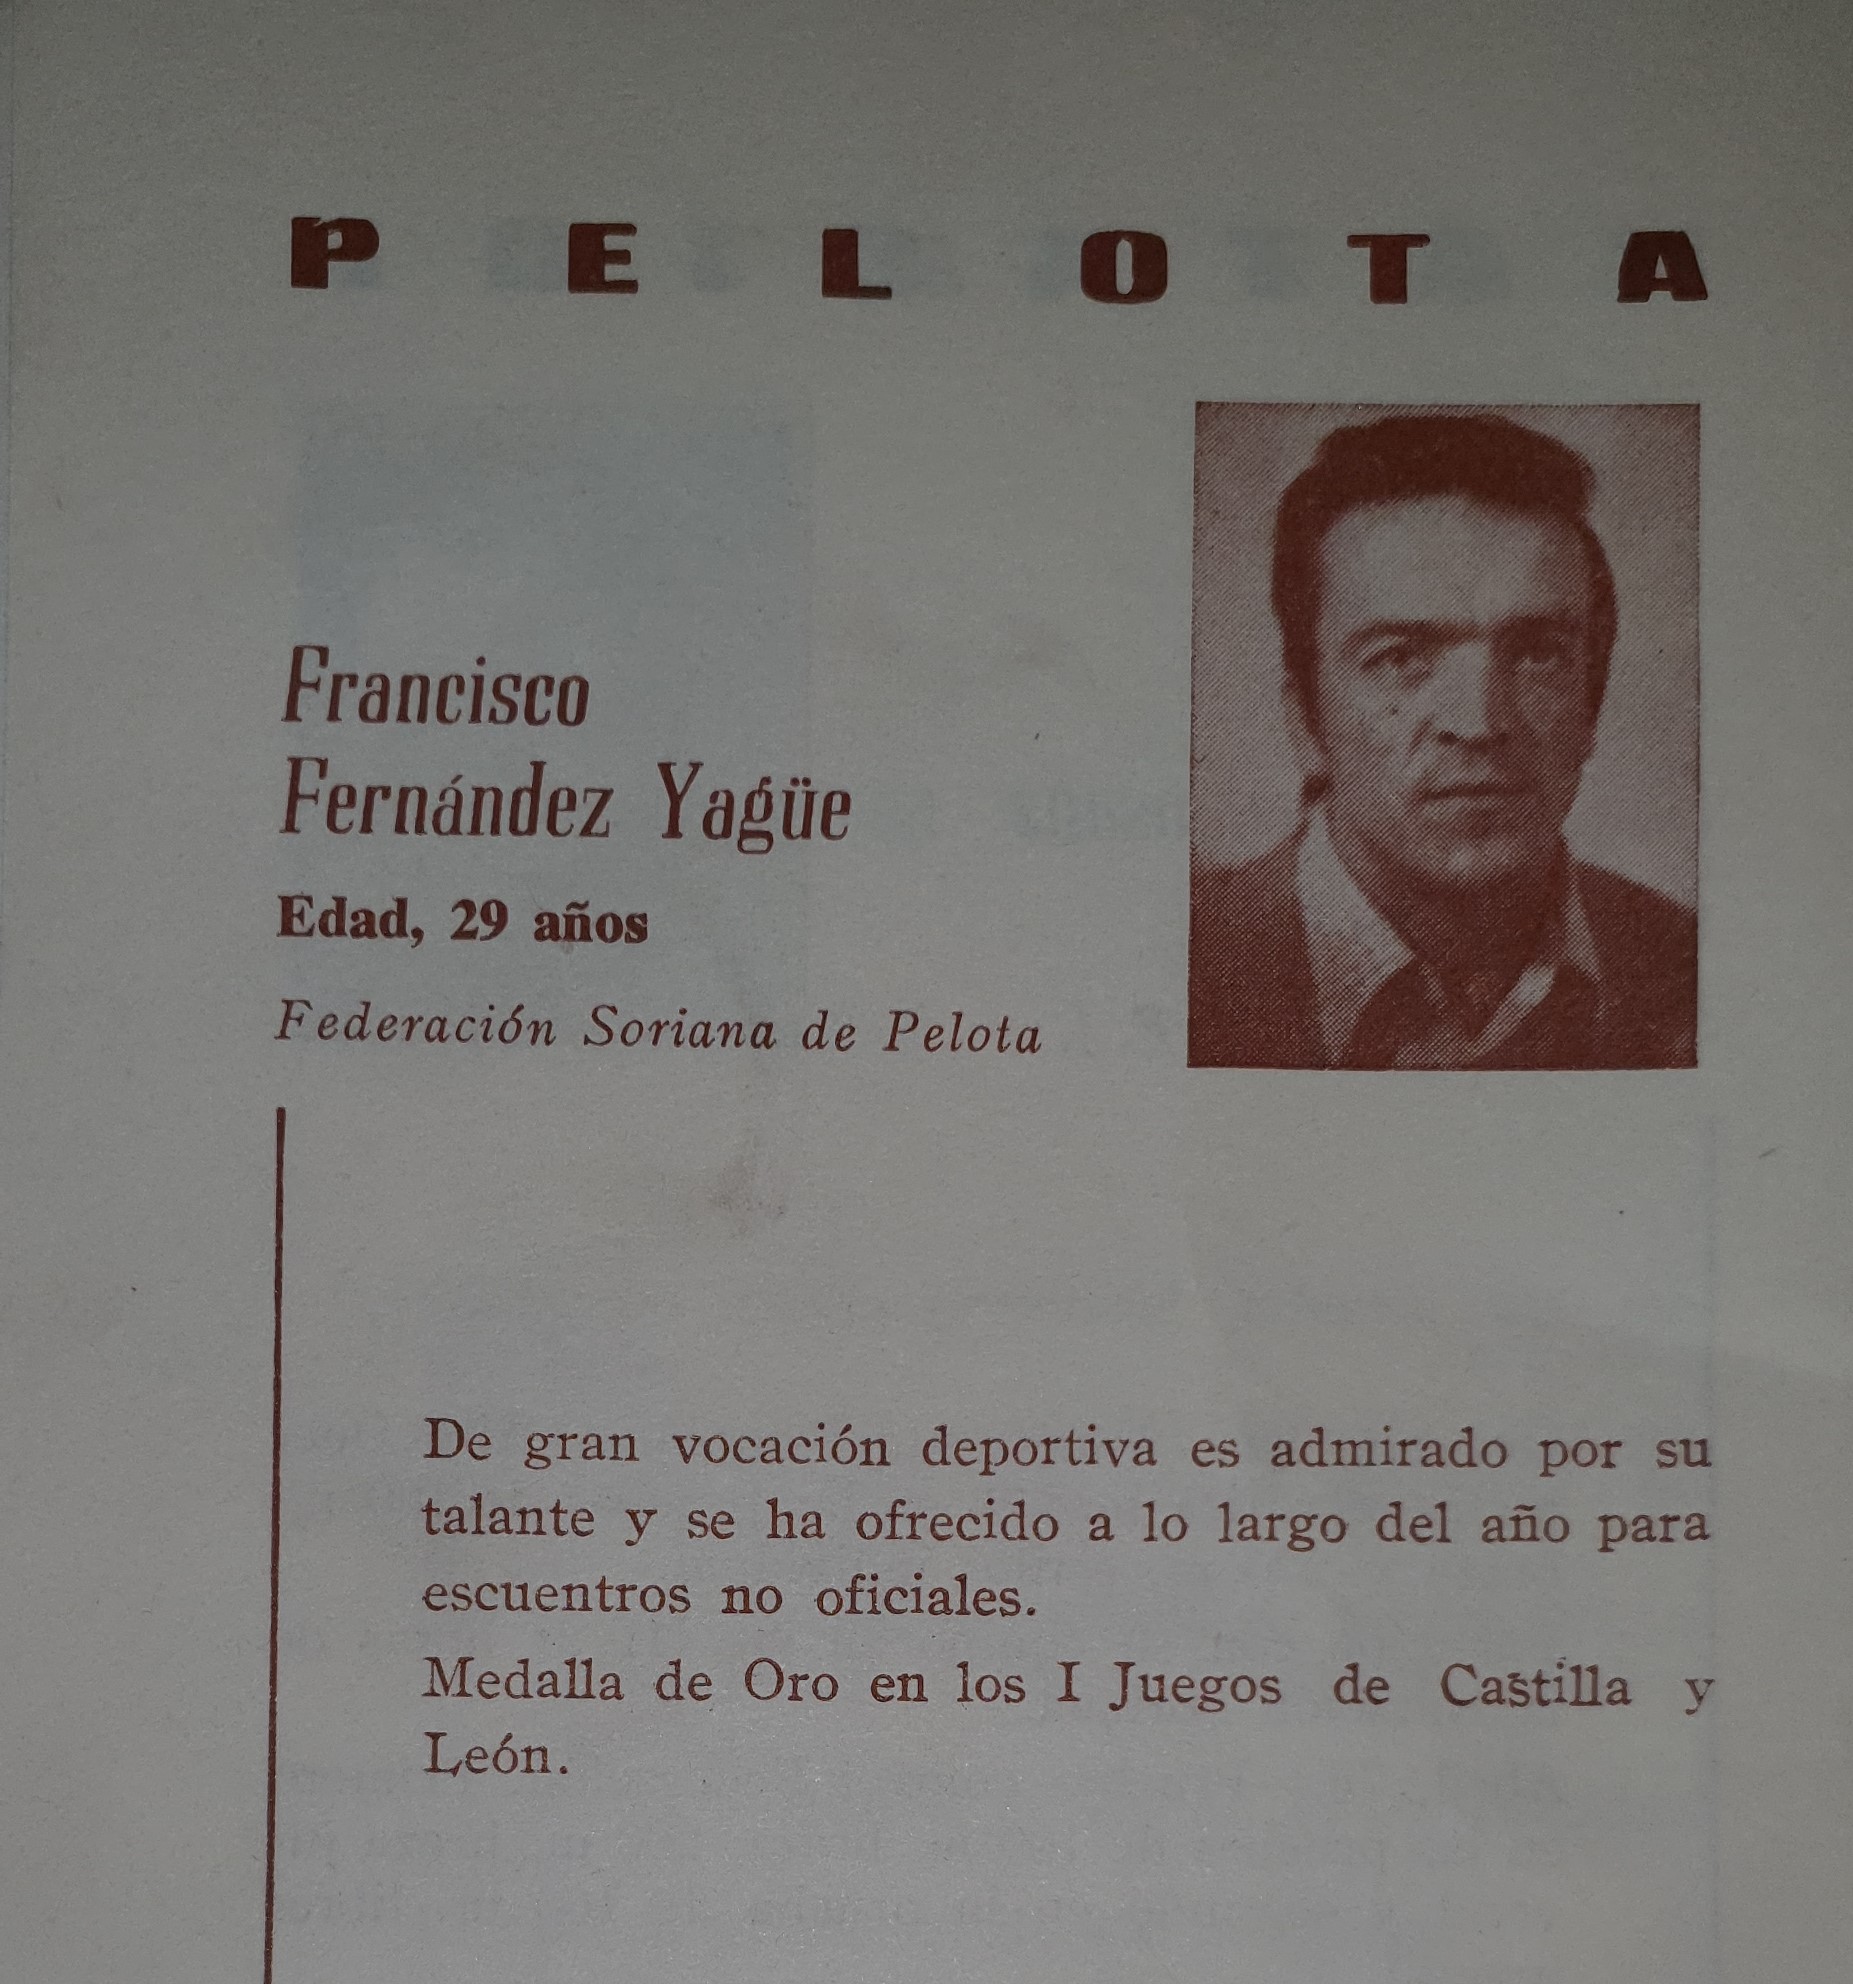 PELOTA
Francisco
Fernández Yagüe
Edad, 29 años
Federación Soriana de Pelota
De gran vocación deportiva es admirado por su
talante y se ha ofrecido a lo largo del año para
escuentros no oficiales.
Medalla de Oro en los I Juegos de Castilla y
León.